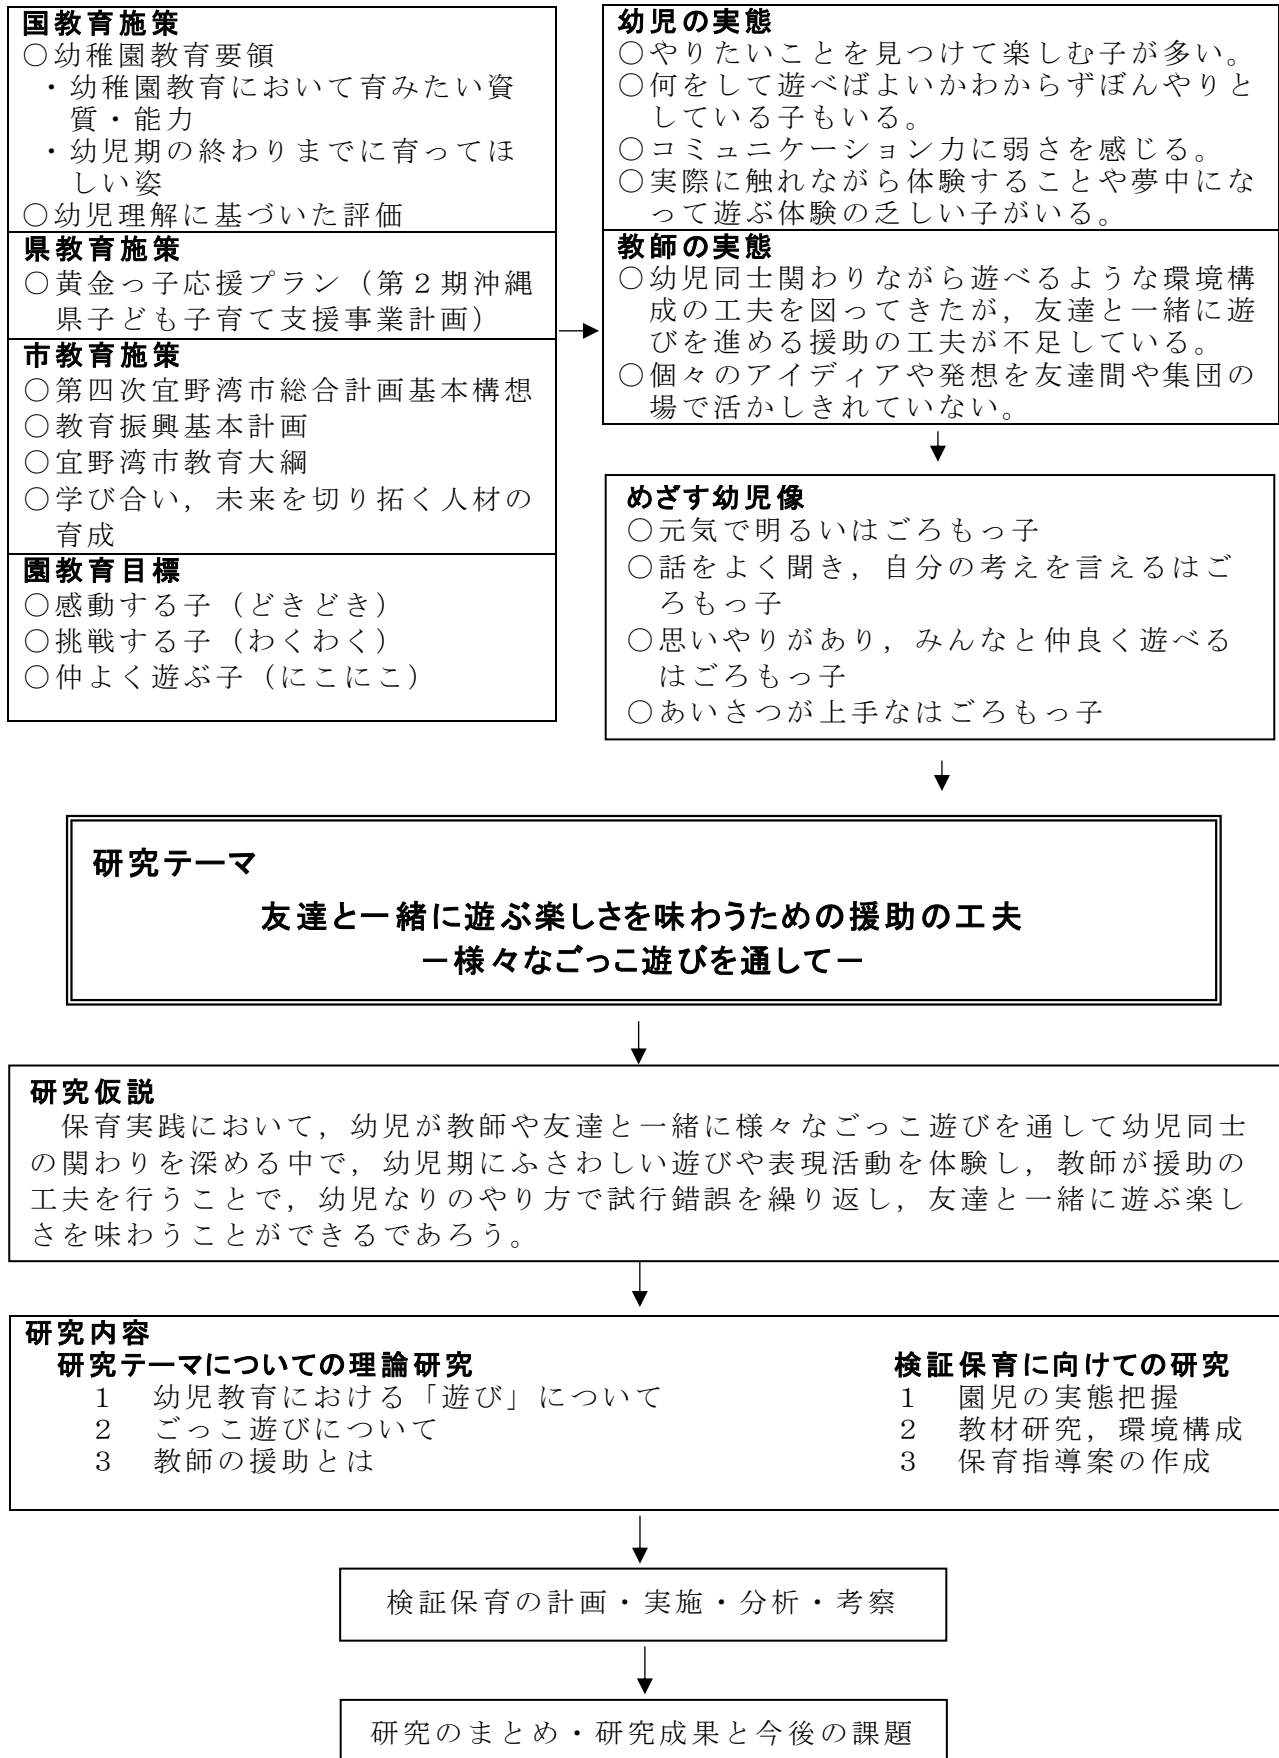 国教育施策
○幼稚園教育要領
・幼稚園教育において育みたい資
質・能力
・幼児期の終わりまでに育ってほ
しい姿
○幼児理解に基づいた評価
県教育施策
○黄金っ子応援プラン（第２期沖縄
県子ども子育て支援事業計画）
市教育施策
○第四次宜野湾市総合計画基本構想
○教育振興基本計画
○宜野湾市教育大綱
○学び合い，未来を切り拓く人材の
育成
園教育目標
○感動する子（どきどき）
○挑戦する子（わくわく）
○仲よく遊ぶ子（にこにこ）
幼児の実態
○やりたいことを見つけて楽しむ子が多い。
○何をして遊べばよいかわからずぼんやりと
している子もいる。
○コミュニケーション力に弱さを感じる。
○実際に触れながら体験することや夢中にな
って遊ぶ体験の乏しい子がいる。
教師の実態
○幼児同士関わりながら遊べるような環境構
成の工夫を図ってきたが，友達と一緒に遊
びを進める援助の工夫が不足している。
○個々のアイディアや発想を友達間や集団の
場で活かしきれていない。
めざす幼児像
○元気で明るいはごろもっ子
○話をよく聞き，自分の考えを言えるはご
ろもっ子
○思いやりがあり，みんなと仲良く遊べる
はごろもっ子
○あいさつが上手なはごろもっ子
研究テーマ
友達と一緒に遊ぶ楽しさを味わうための援助の工夫
－様々なごっこ遊びを通して－
研究仮説
保育実践において，幼児が教師や友達と一緒に様々なごっこ遊びを通して幼児同士
の関わりを深める中で，幼児期にふさわしい遊びや表現活動を体験し，教師が援助の
工夫を行うことで，幼児なりのやり方で試行錯誤を繰り返し，友達と一緒に遊ぶ楽し
さを味わうことができるであろう。
研究内容
研究テーマについての理論研究
１　幼児教育における「遊び」について
２　ごっこ遊びについて
３　教師の援助とは
検証保育に向けての研究
１　園児の実態把握
２　教材研究，環境構成
３　保育指導案の作成
検証保育の計画・実施・分析・考察
研究のまとめ・研究成果と今後の課題